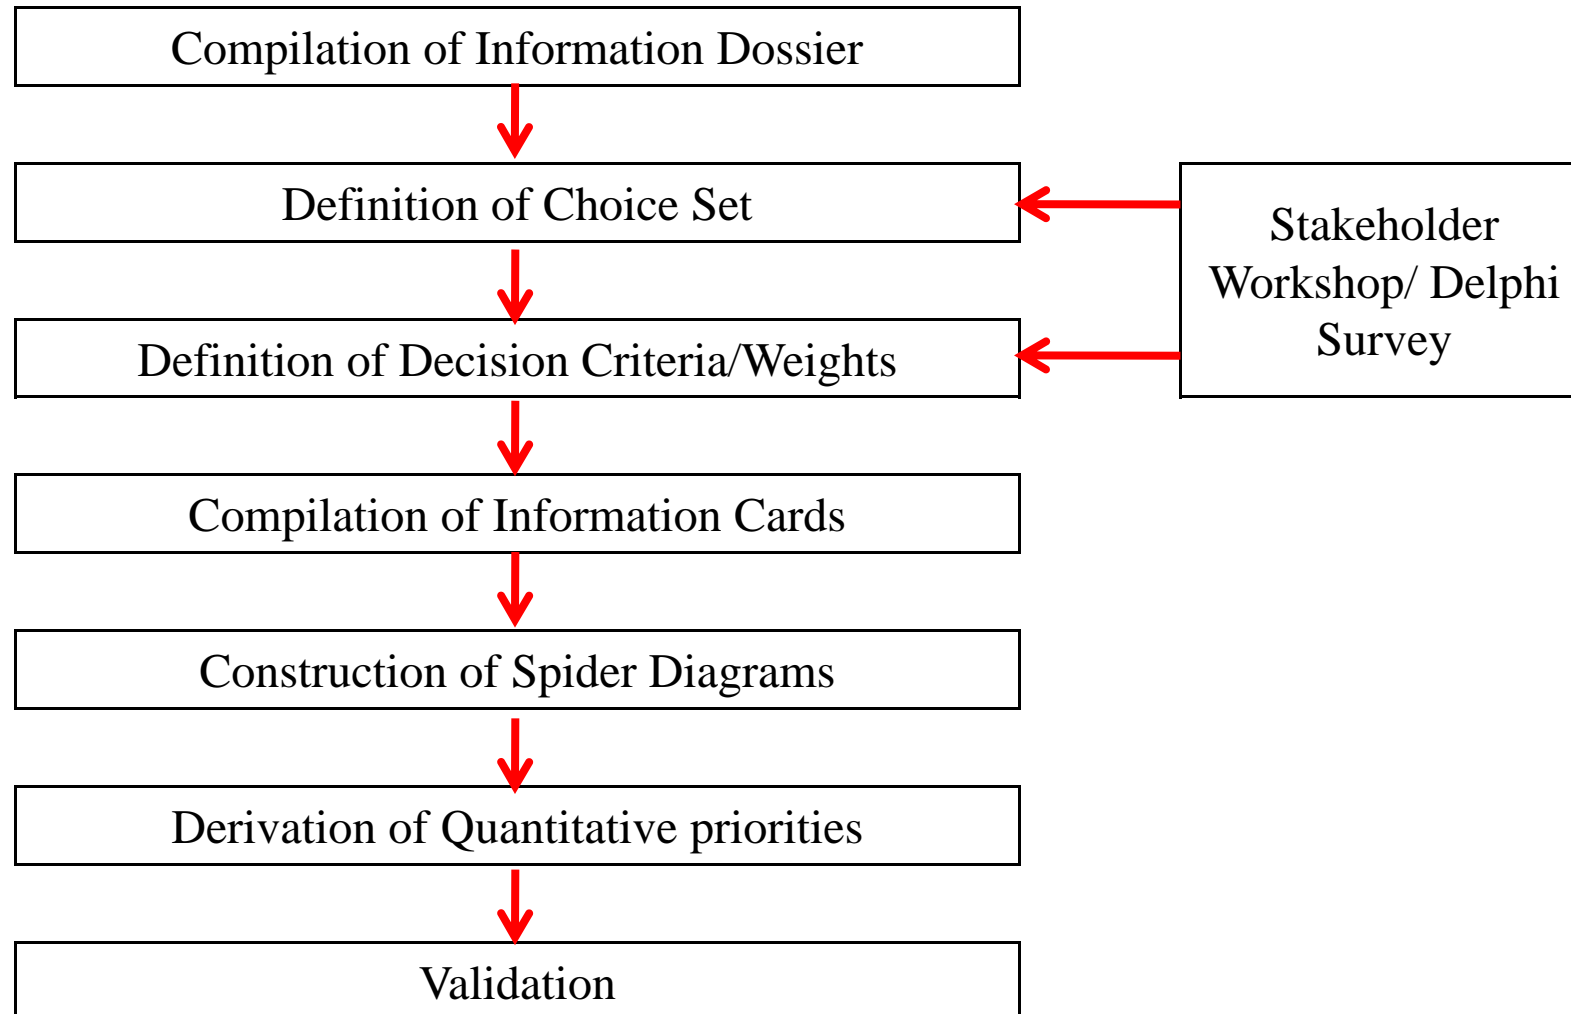 Compilation of Information Dossier
Definition of Choice Set
Stakeholder
Workshop/ Delphi
Survey
Definition of Decision Criteria/Weights
Compilation of Information Cards
Construction of Spider Diagrams
Derivation of Quantitative priorities
Validation